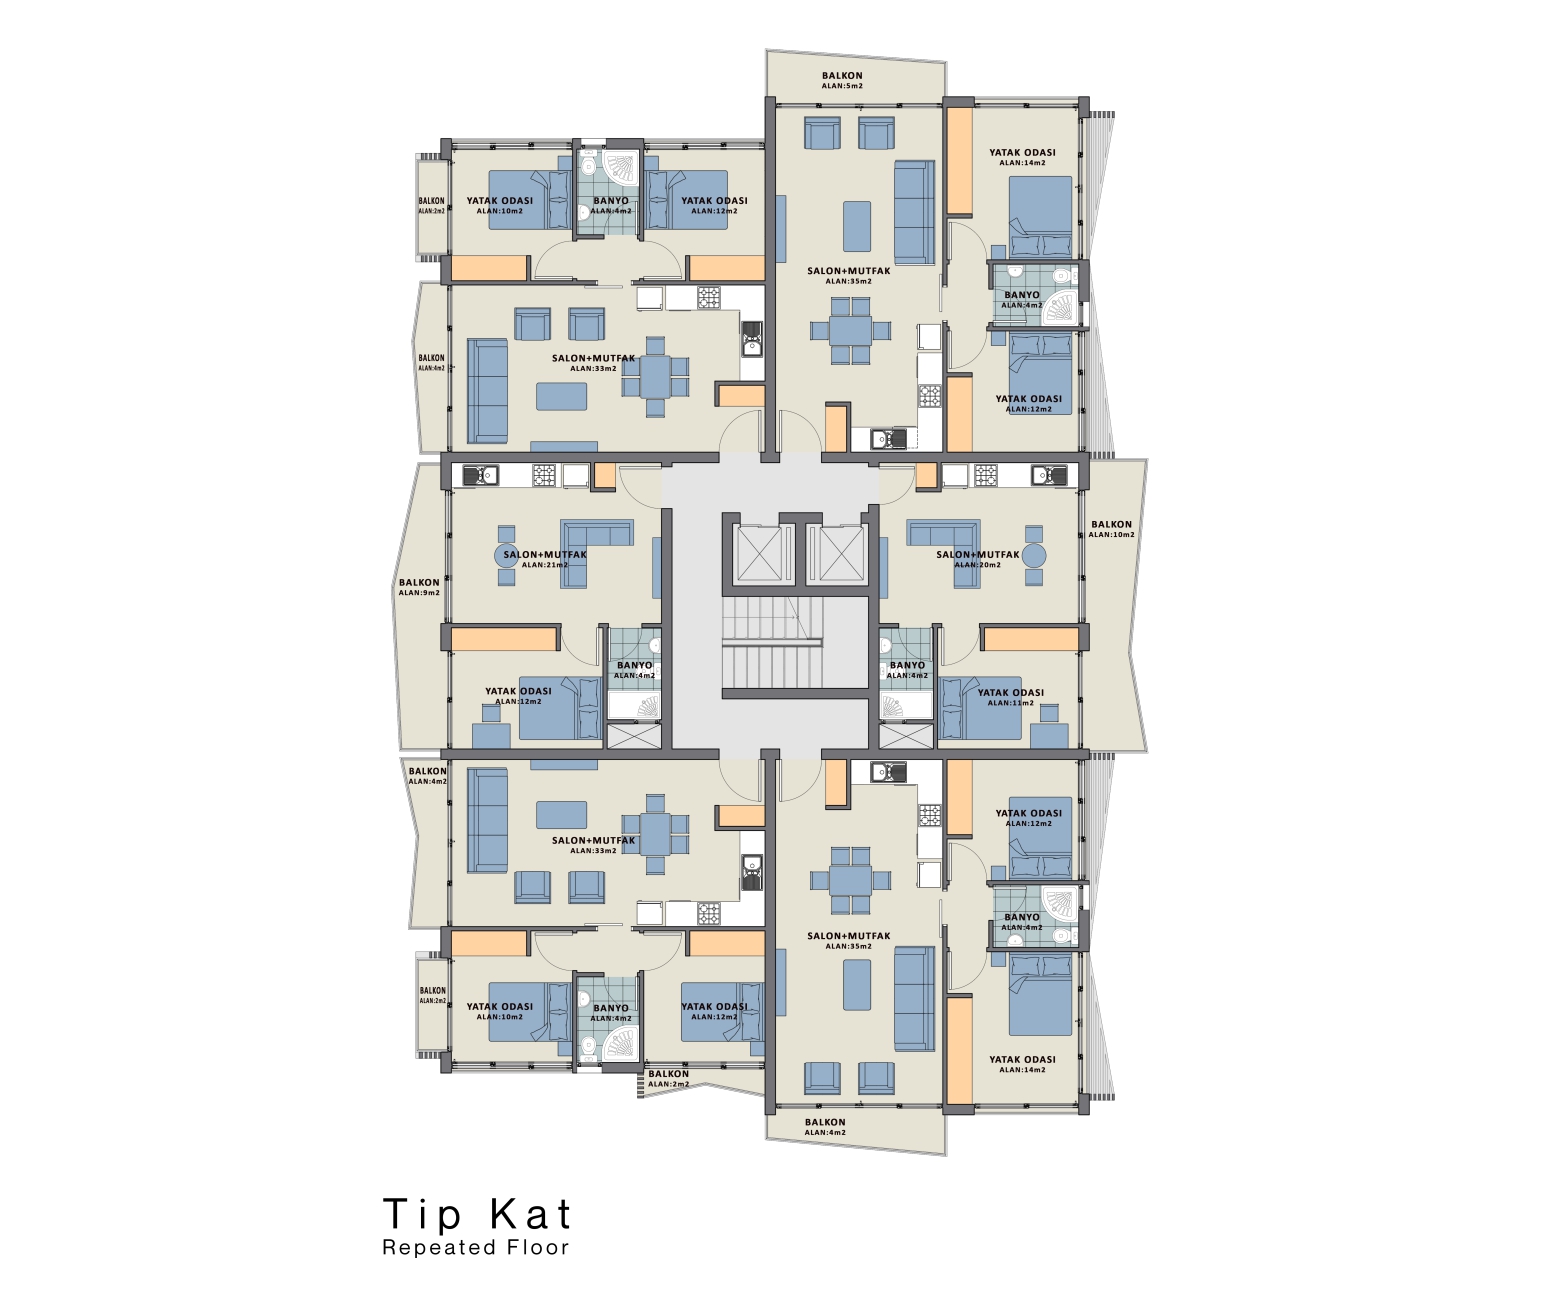 BALKON
ALAN:5m2
YATAK ODASI
ALAN:14m2
BALKON
ALAN:2m2
YATAK ODASI
ALAN:10m2
BANYO
ALAN:4m2
YATAK ODASI
ALAN:12m2
SALON+MUTFAK
ALAN:35m2
BANYO
ALAN:4m2
BALKON
ALAN:4m2
SALON+MUTFAK
ALAN:33m2
YATAK ODASI
ALAN:12m2
BALKON
ALAN:9m2
SALON+MUTFAK
ALAN:21m2
SALON+MUTFAK
ALAN:20m2
BALKON
ALAN:10m2
YATAK ODASI
ALAN:12m2
BANYO
ALAN:4m2
BANYO
ALAN:4m2
YATAK ODASI
ALAN:11m2
BALKON
ALAN:4m2
SALON+MUTFAK
ALAN:33m2
YATAK ODASI
ALAN:12m2
SALON+MUTFAK
ALAN:35m2
BANYO
ALAN:4m2
BALKON
ALAN:2m2
YATAK ODASI
ALAN:10m2
BANYO
ALAN:4m2
YATAK ODASI
ALAN:12m2
YATAK ODASI
ALAN:14m2
BALKON
ALAN:2m2
BALKON
ALAN:4m2
Tip Kat
Repeated Floor